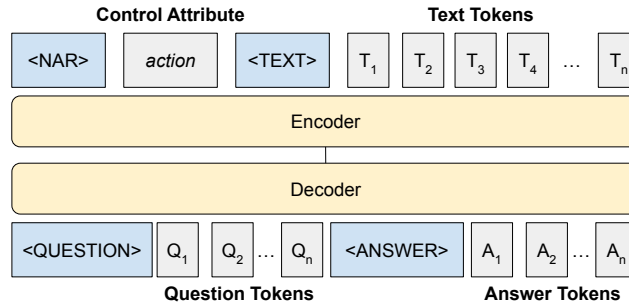 Control Attribute Text Tokens
<NAR> action <TEXT> T1 T2 T3 T4 … Tn
Encoder
Decoder
<QUESTION> Q1 Q2 … Qn <ANSWER> A1 A2 … An
Question Tokens Answer Tokens